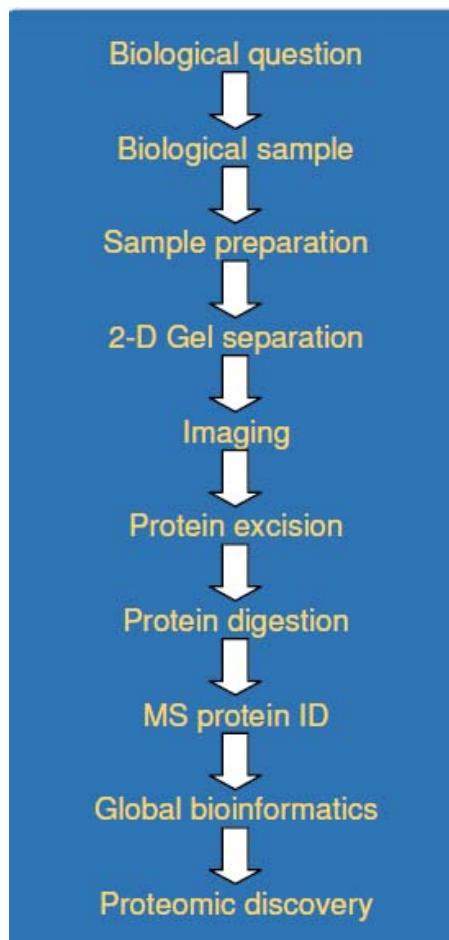 Biological question
Biological sample
Sample preparation
2-D Gel separation
Imaging
Protein excision
Protein digestion
MS protein ID
Global bioinformatics
Proteomic discovery